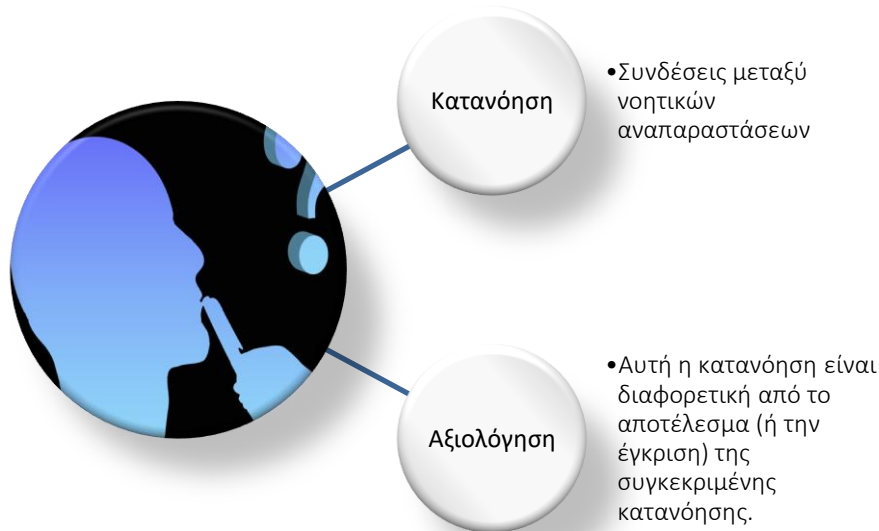 Κατανόηση
•Συνδέσεις μεταξύ
νοητικών
αναπαραστάσεων
Αξιολόγηση
•Αυτή η κατανόηση είναι
διαφορετική από το
αποτέλεσμα (ή την
έγκριση) της
συγκεκριμένης
κατανόησης.